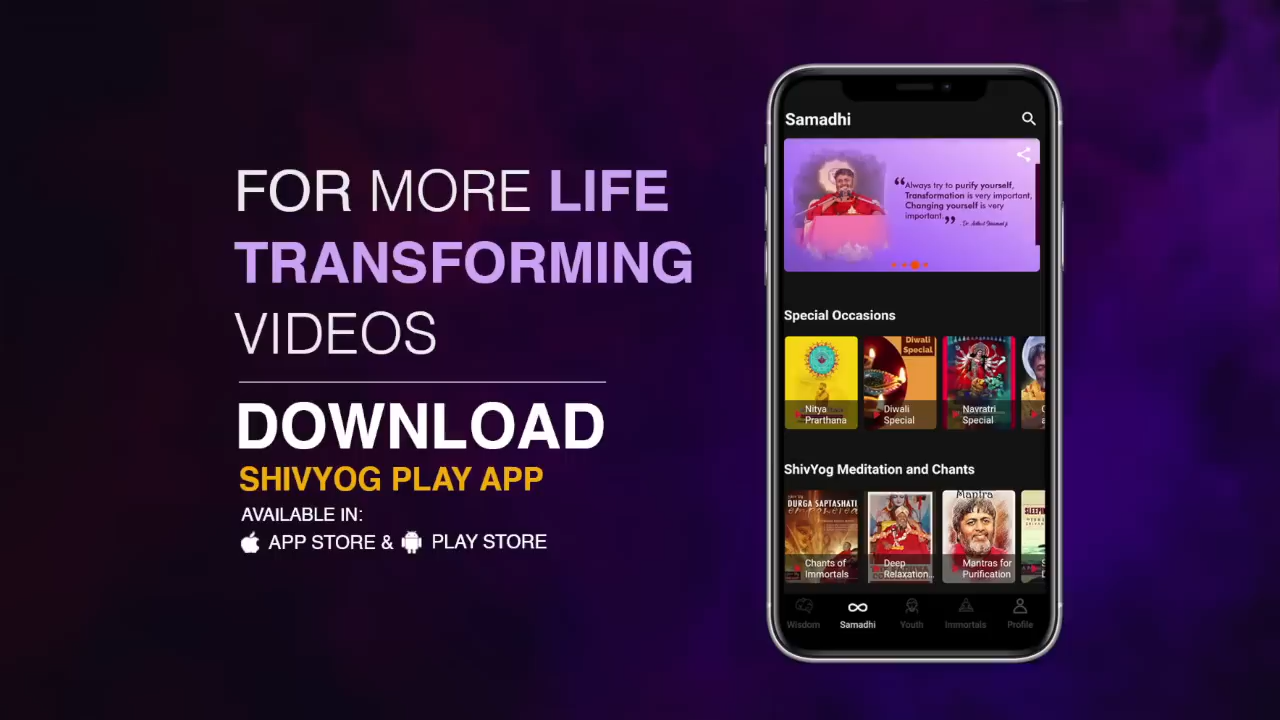 FOR MORE LIFE
TRANSFORMING
VIDEOS
DOWNLOAD
SHIVYOG PLAY APP
AVAILABLE IN:
APP STORE & PLAY STORE
Samadhi
“Always try to purify yourself,
Transformation is very important,
Changing yourself is very
important.”
Special Occasions
Diwali
Special
Nitya
Prarthana
Diwali
Special
Navratri
Special
ShivYog Meditation and Chants
DURGA SAPTASHATI
empowered
Mantra
SLEEPIN
Chants of
Immortals
Deep
Relaxation...
Mantras for
Purification
Wisdom
Samadhi
Youth
Immortals
Profile